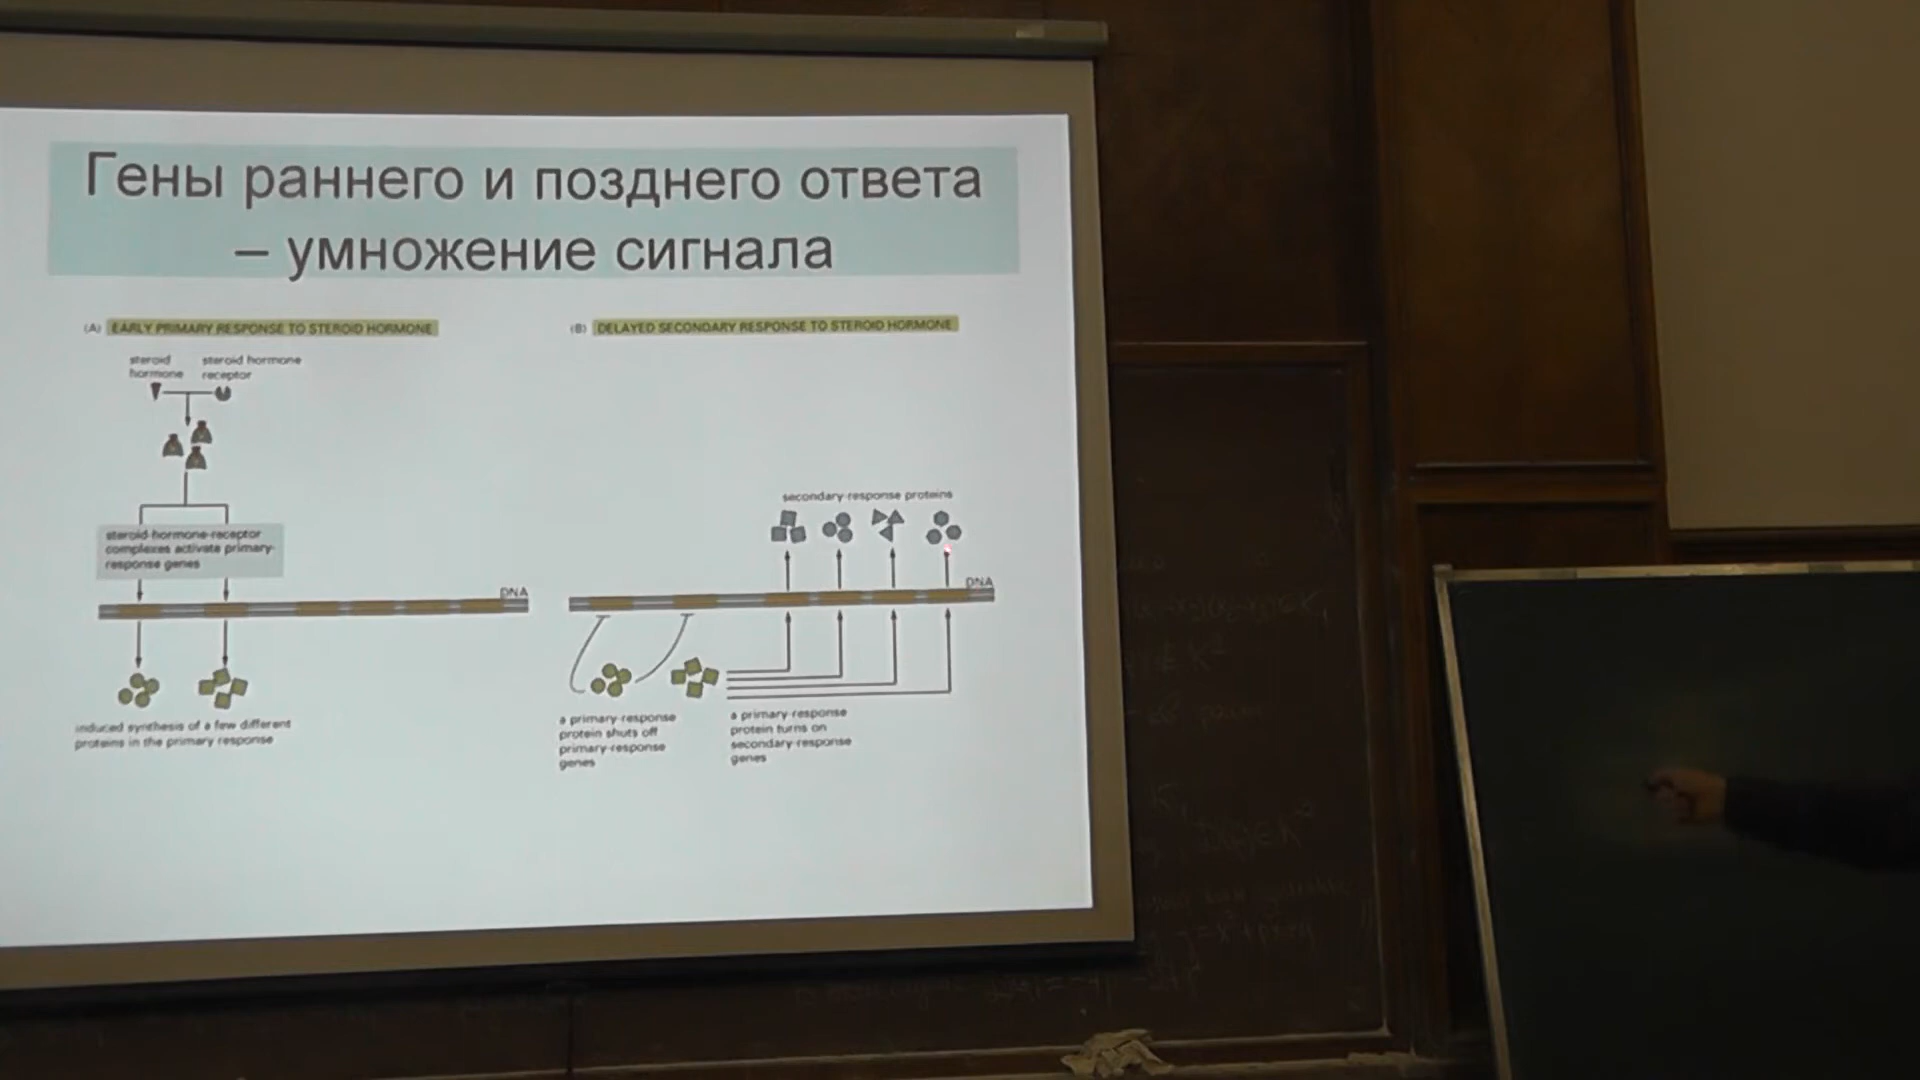 Гены раннего и позднего ответа
– умножение сигнала
(A) EARLY PRIMARY RESPONSE TO STEROID HORMONE
steroid hormone
steroid hormone receptor
steroid-hormone-receptor
complexes activate primary-
response genes
DNA
induced synthesis of a few different
proteins in the primary response
(B) DELAYED SECONDARY RESPONSE TO STEROID HORMONE
secondary-response proteins
DNA
a primary-response
protein shuts off
primary-response
genes
a primary-response
protein turns on
secondary-response
genes